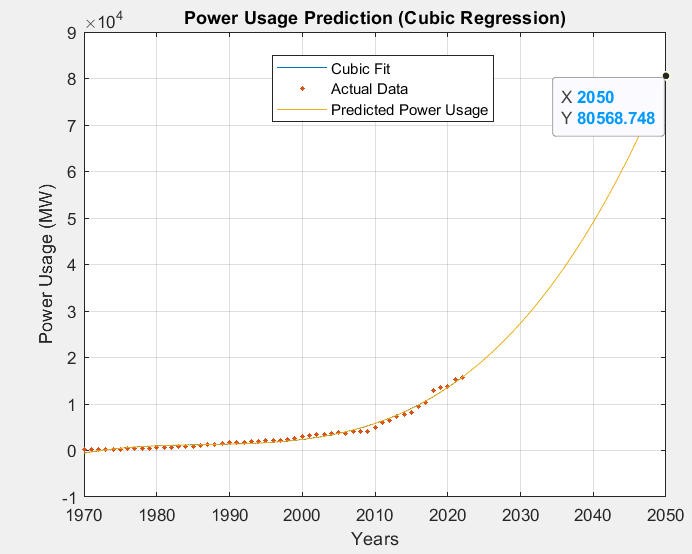 Power Usage Prediction (Cubic Regression)
×10⁴
9
8
7
6
5
4
3
2
1
0
-1
Power Usage (MW)
Cubic Fit
Actual Data
Predicted Power Usage
X 2050
Y 80568.748
1970 1980 1990 2000 2010 2020 2030 2040 2050
Years